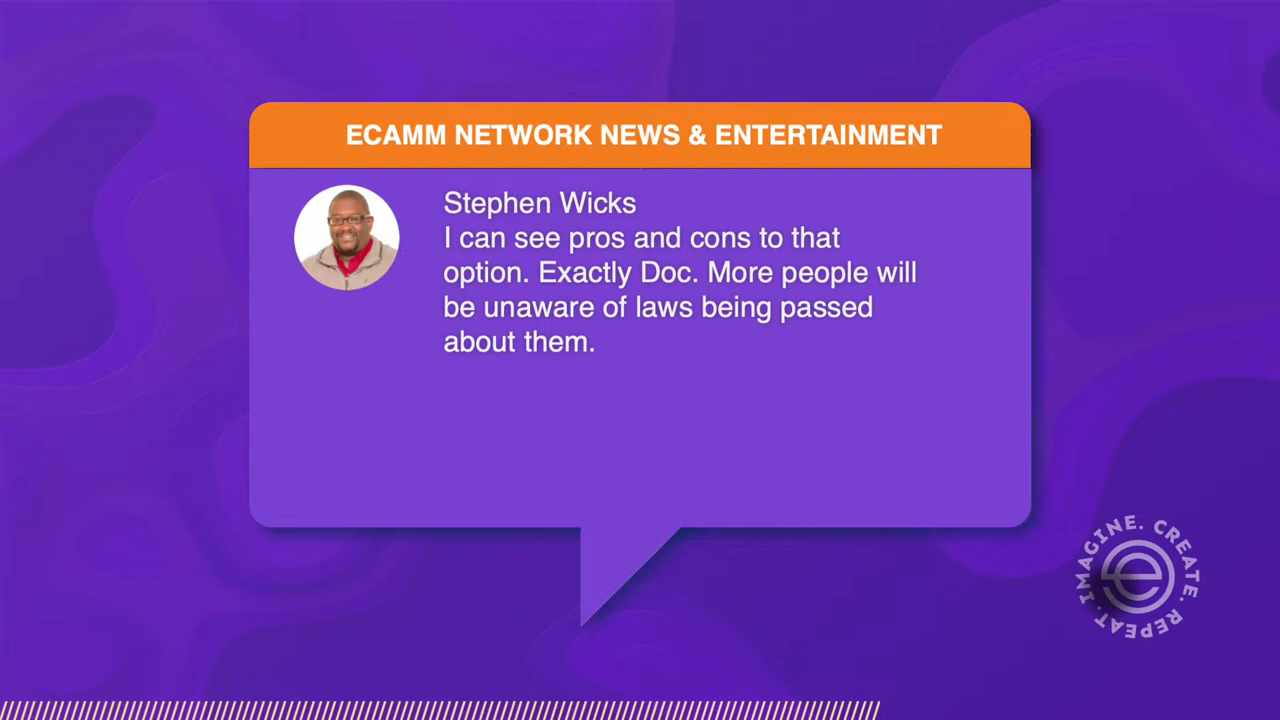 ECAMM NETWORK NEWS & ENTERTAINMENT
Stephen Wicks
I can see pros and cons to that
option. Exactly Doc. More people will
be unaware of laws being passed
about them.
IMAGINE. CREATE. REPEAT.
e